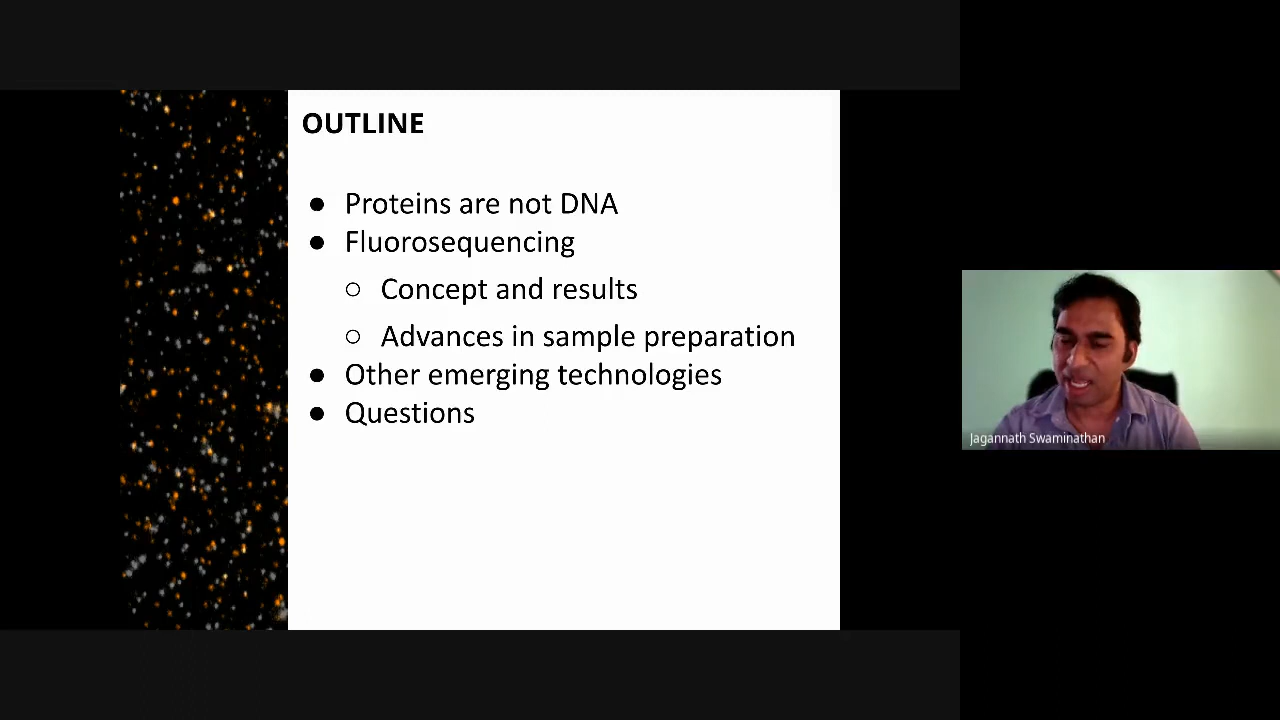 OUTLINE
● Proteins are not DNA
● Fluorosequencing
○ Concept and results
○ Advances in sample preparation
● Other emerging technologies
● Questions
Jagannath Swaminathan